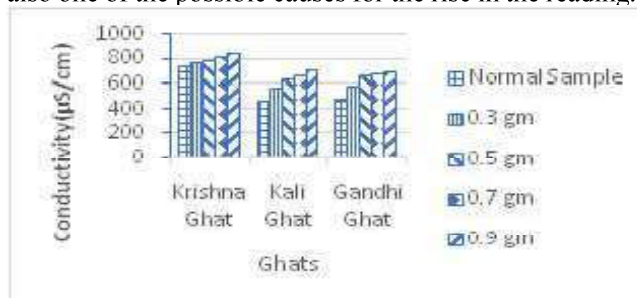 also one of the possible causes for the rise in the reading.
1000
800
600
400
200
0
Conductivity(µS/cm)
Krishna Ghat
Kali Ghat
Gandhi Ghat
Ghats
Normal Sample
0.3 gm
0.5 gm
0.7 gm
0.9 gm